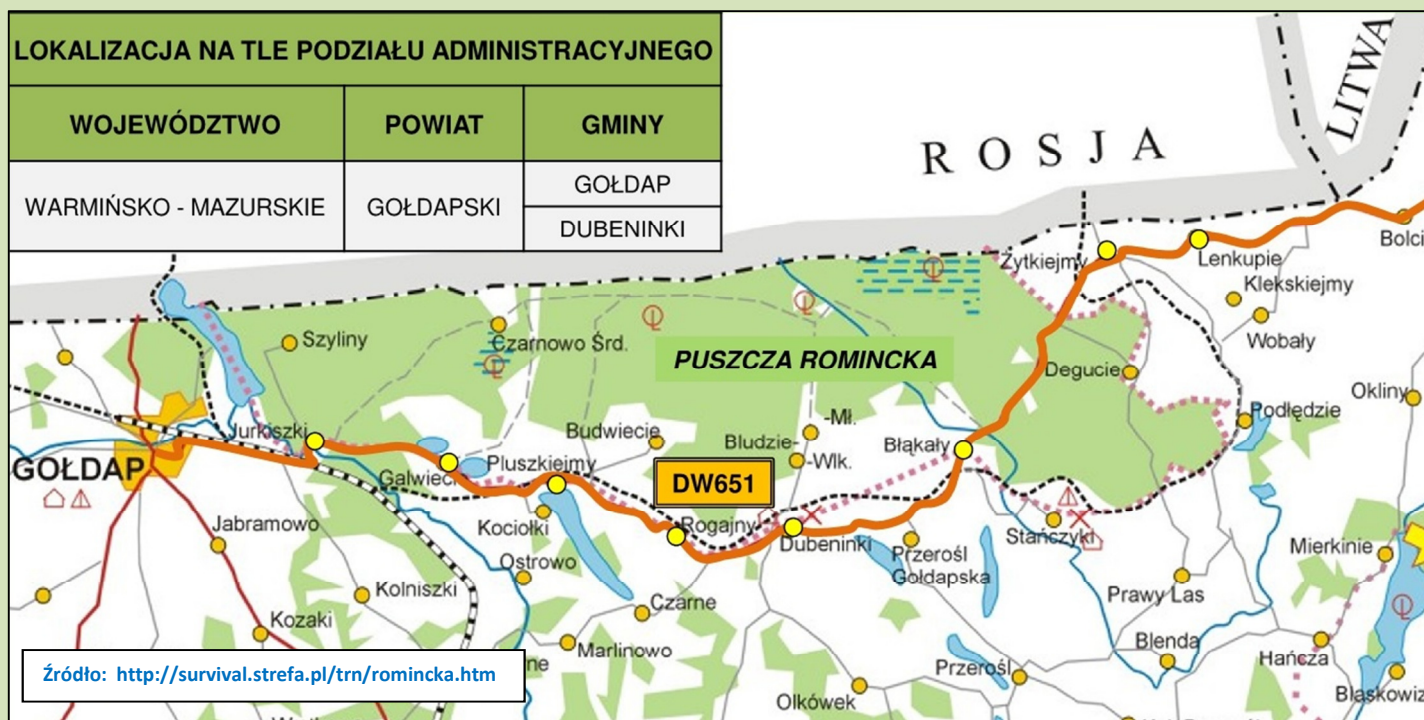 LOKALIZACJA NA TLE PODZIAŁU ADMINISTRACYJNEGO
WOJEWÓDZTWO POWIAT GMINY
WARMIŃSKO - MAZURSKIE GOŁDAPSKI GOŁDAP
DUBENINKI
ROSJA
LITWA
Żytkiejmy
Lenkupie
Klekskiejmy
Wobały
Szyliny
Czarnowo Śrd.
PUSZCZA ROMINCKA
Degucie
Okliny
Podłędzie
Jurkiszki
GOŁDAP
Galwiecie
Pluszkiejmy
Budwiecie
Bludzie-
-Mł.
-Wlk.
Błąkały
DW651
Kociołki
Rogajny
Dubeninki
Przerośl
Gołdapska
Stańczyki
Mierkinie
Jabramowo
Ostrowo
Kolniszki
Czarne
Prawy Las
Kozaki
Marlinowo
Blenda
Hańcza
Przerośl
Olkówek
Źródło: http://survival.strefa.pl/trn/romincka.htm